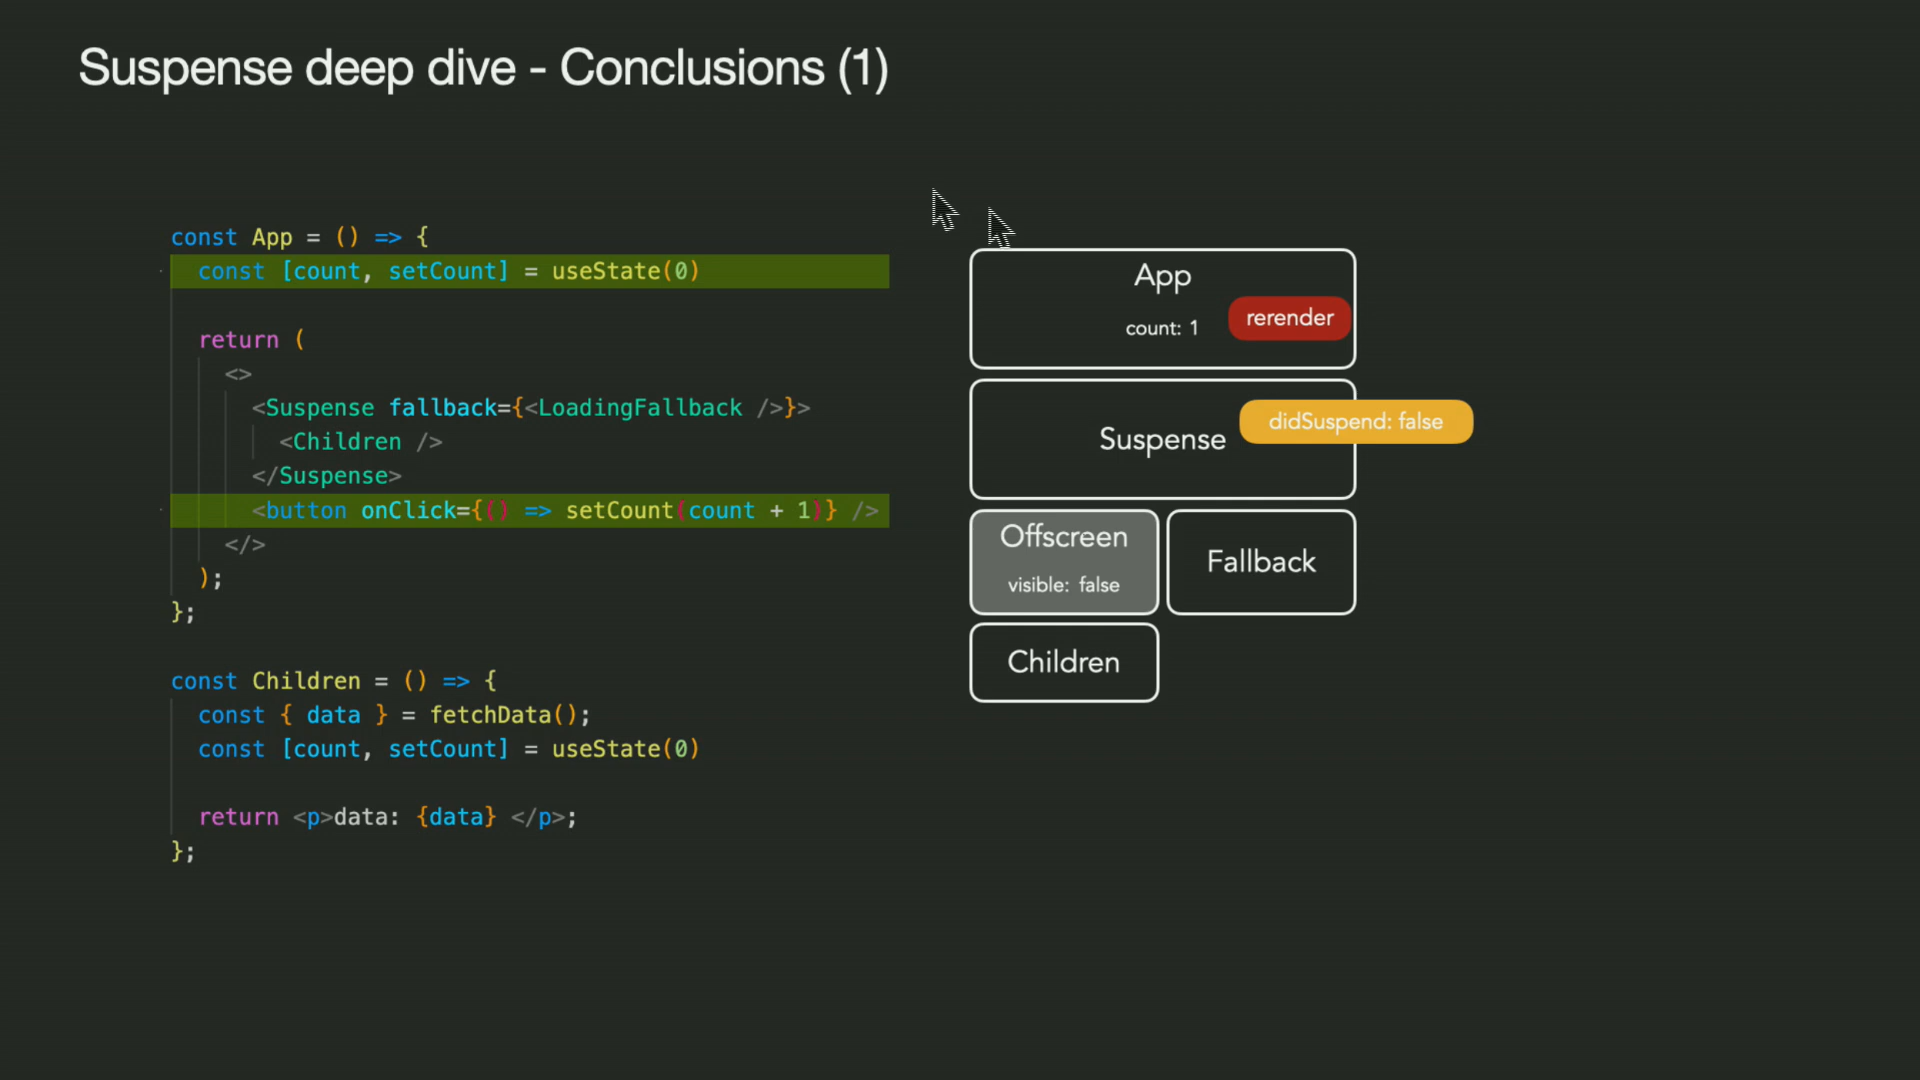 Suspense deep dive - Conclusions (1)
const App = () => {
const [count, setCount] = useState(0)
return (
<>
<Suspense fallback={<LoadingFallback />}>
<Children />
</Suspense>
<button onClick={() => setCount(count + 1)} />
</>
);
};
const Children = () => {
const { data } = fetchData();
const [count, setCount] = useState(0)
return <p>data: {data} </p>;
};
App
count: 1
rerender
Suspense
didSuspend: false
Offscreen
visible: false
Fallback
Children